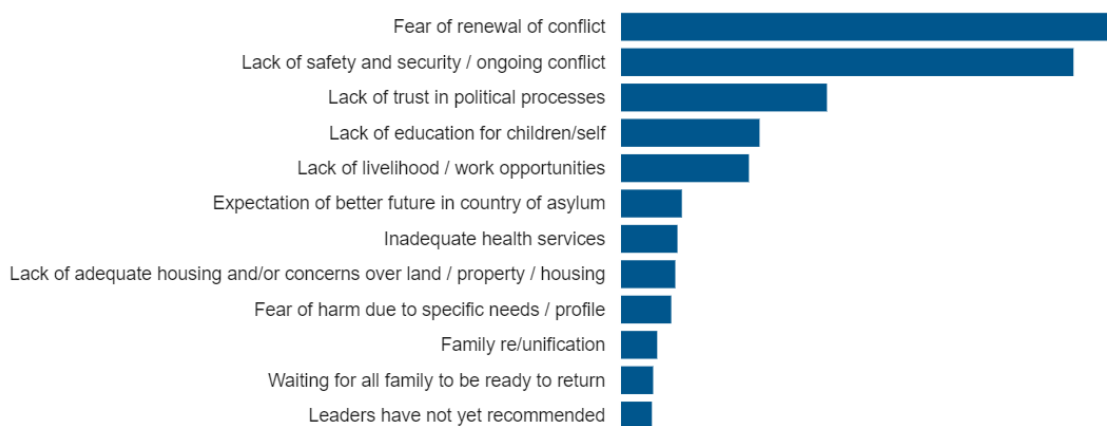 Fear of renewal of conflict
Lack of safety and security / ongoing conflict
Lack of trust in political processes
Lack of education for children/self
Lack of livelihood / work opportunities
Expectation of better future in country of asylum
Inadequate health services
Lack of adequate housing and/or concerns over land / property / housing
Fear of harm due to specific needs / profile
Family re/unification
Waiting for all family to be ready to return
Leaders have not yet recommended